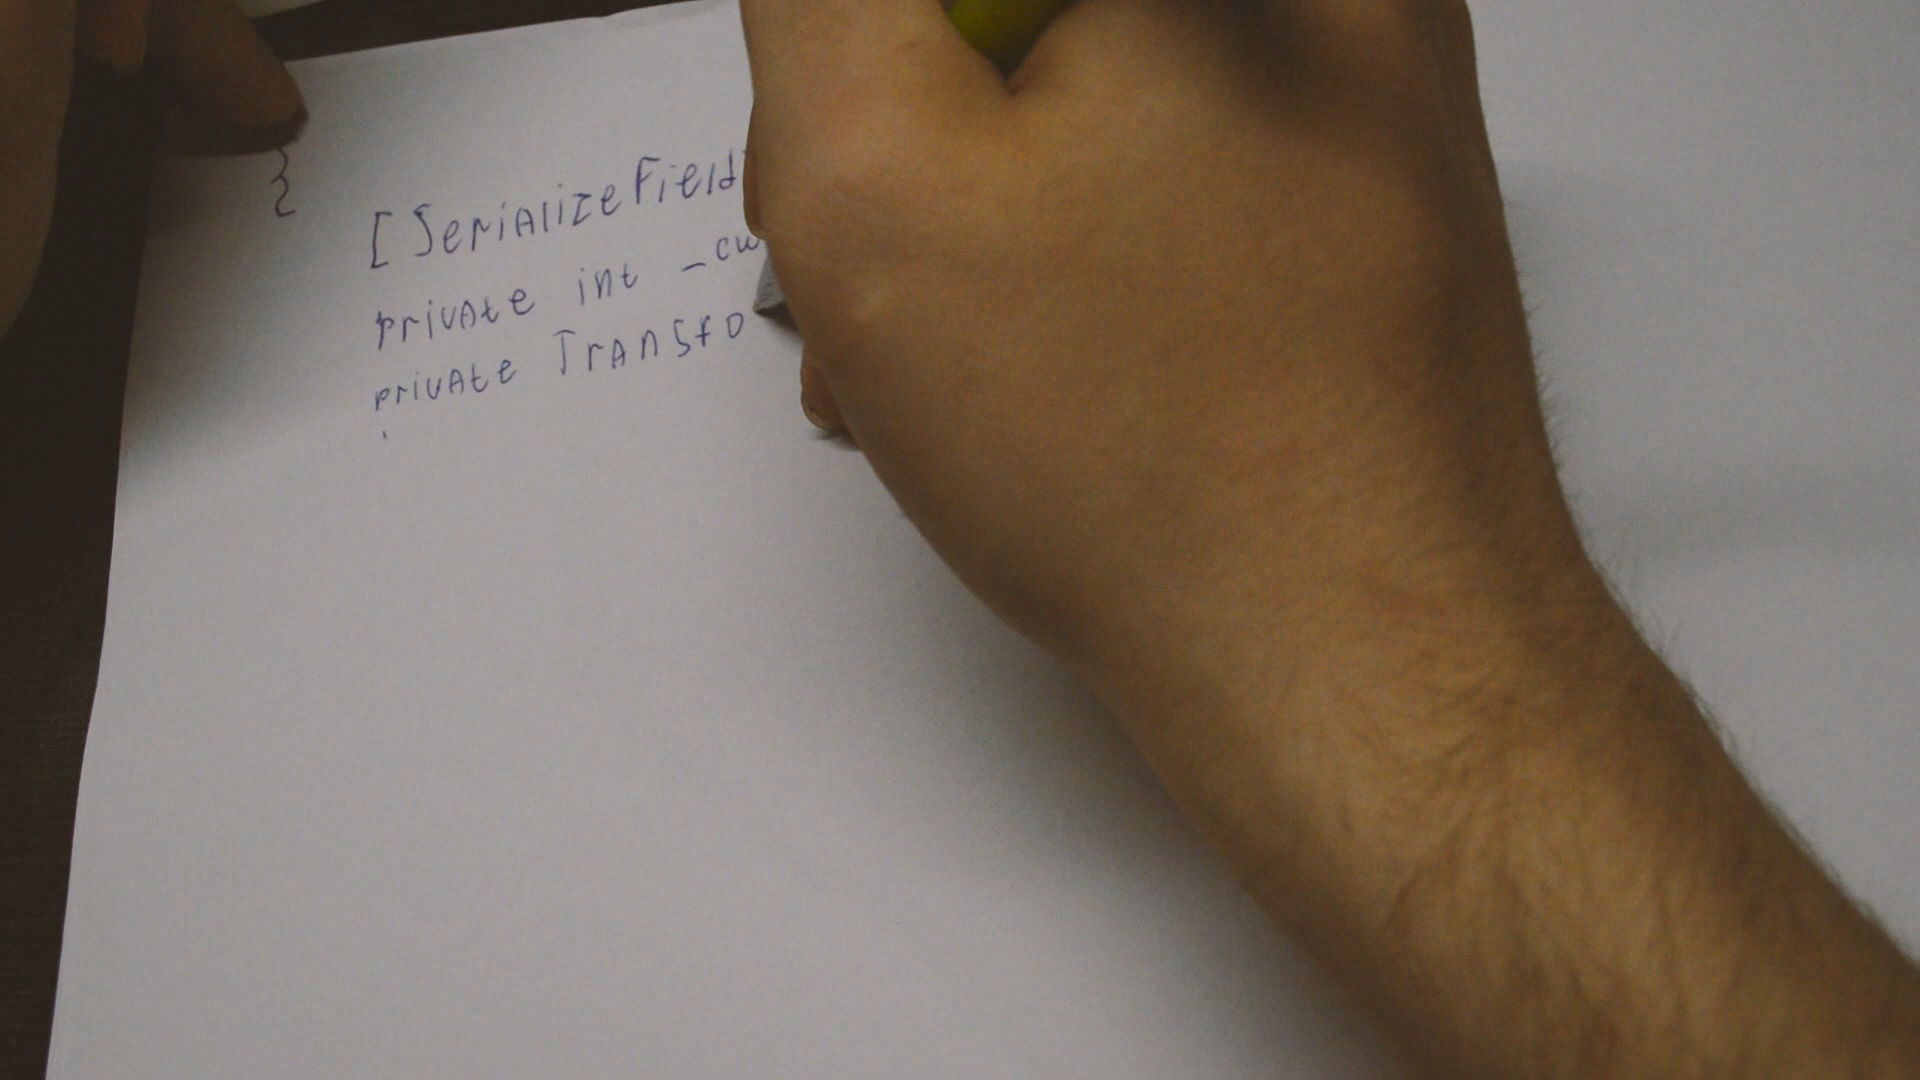 {
[SerializeField
private int _cu
private Transfo